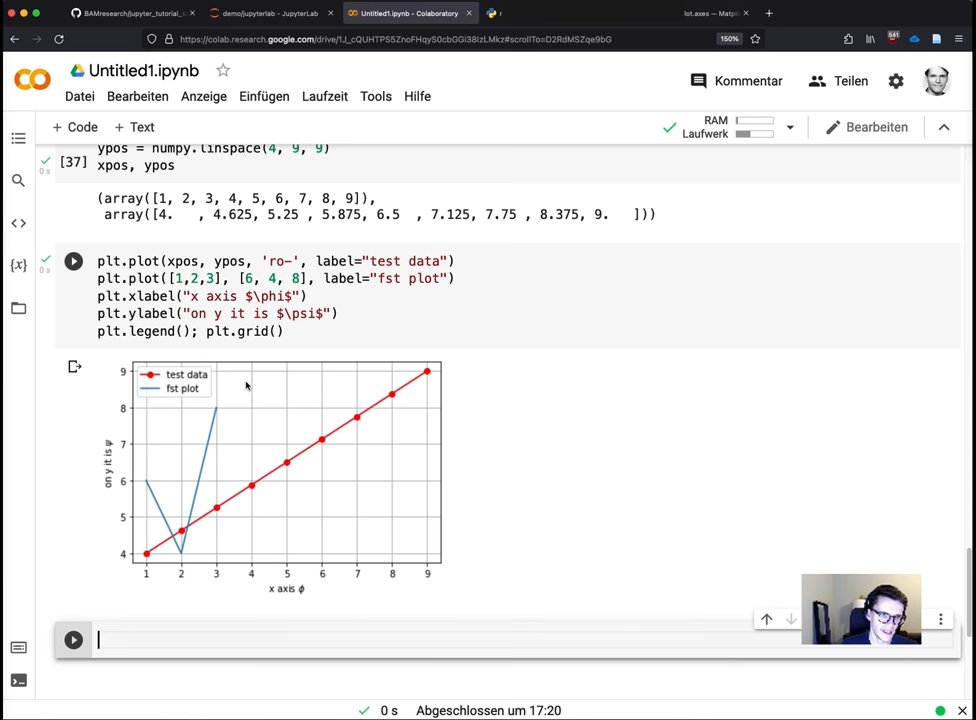 BAMresearch/jupyter_tutorial_s
demo/jupyterlab - JupyterLab
Untitled1.ipynb - Colaboratory
lot.axes — Matpl
https://colab.research.google.com/drive/1J_cQUHTPS5ZnoFHqyS0cbGGi38IzLMkz#scrollTo=D2RdMSZqe9bG
150%
541
Untitled1.ipynb
Kommentar
Teilen
Datei Bearbeiten Anzeige Einfügen Laufzeit Tools Hilfe
+ Code + Text
RAM
Laufwerk
Bearbeiten
ypos = numpy.linspace(4, 9, 9)
[37] xpos, ypos
0 s
(array([1, 2, 3, 4, 5, 6, 7, 8, 9]),
array([4. , 4.625, 5.25 , 5.875, 6.5 , 7.125, 7.75 , 8.375, 9. ]))
plt.plot(xpos, ypos, 'ro-', label="test data")
0 s
plt.plot([1,2,3], [6, 4, 8], label="fst plot")
plt.xlabel("x axis $\phi$")
plt.ylabel("on y it is $\psi$")
plt.legend(); plt.grid()
test data
fst plot
9
8
7
6
5
4
on y it is ψ
1 2 3 4 5 6 7 8 9
x axis ϕ
0 s Abgeschlossen um 17:20